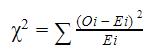 χ² = ∑ (Oi − Ei)² / Ei